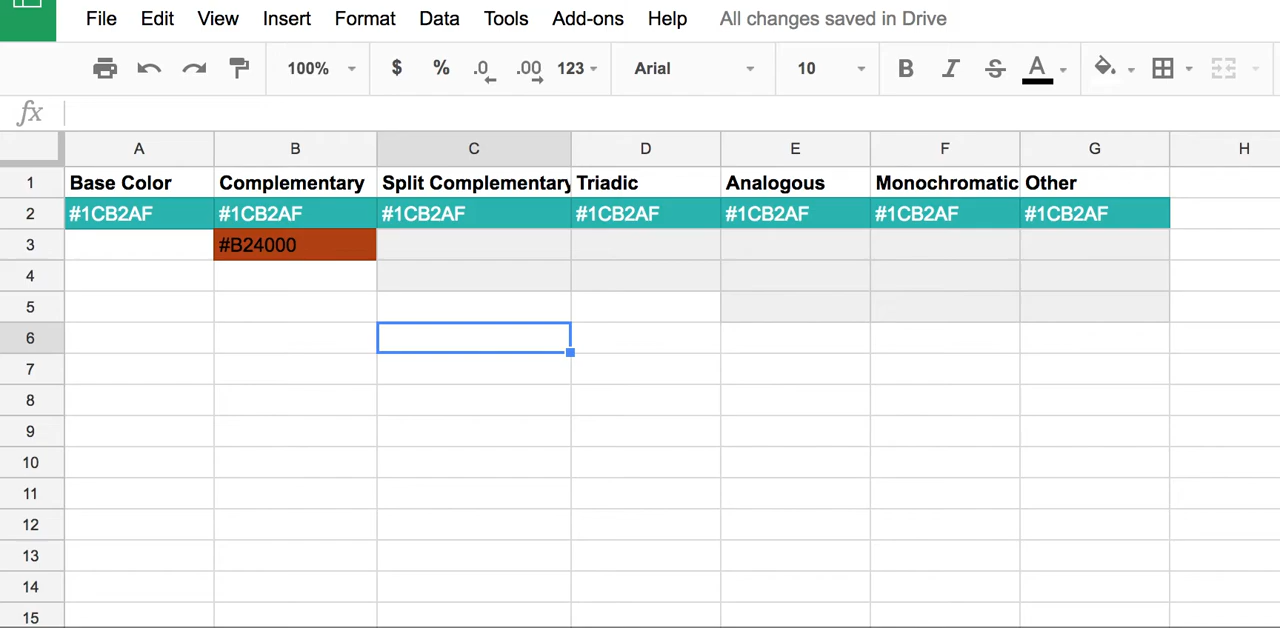 File Edit View Insert Format Data Tools Add-ons Help All changes saved in Drive
100% $ % .0 .00 123 Arial 10 B I S A
fx
A B C D E F G H
1 Base Color Complementary Split Complementary Triadic Analogous Monochromatic Other
2 #1CB2AF #1CB2AF #1CB2AF #1CB2AF #1CB2AF #1CB2AF #1CB2AF
3 #B24000
4
5
6
7
8
9
10
11
12
13
14
15